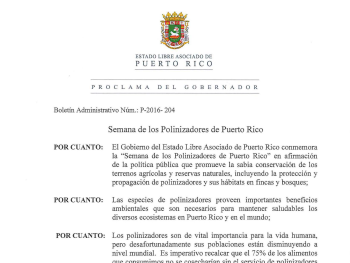 ESTADO LIBRE ASOCIADO DE
PUERTO RICO
PROCLAMA DEL GOBERNADOR
Boletín Administrativo Núm.: P-2016- 204
Semana de los Polinizadores de Puerto Rico
POR CUANTO: El Gobierno del Estado Libre Asociado de Puerto Rico conmemora
la “Semana de los Polinizadores de Puerto Rico” en afirmación
de la política pública que promueve la sabia conservación de los
terrenos agrícolas y reservas naturales, incluyendo la protección y
propagación de polinizadores y sus hábitats en fincas y bosques;
POR CUANTO: Las especies de polinizadores proveen importantes beneficios
ambientales que son necesarios para mantener saludables los
diversos ecosistemas en Puerto Rico y en el mundo;
POR CUANTO: Los polinizadores son de vital importancia para la vida humana,
pero desafortunadamente sus poblaciones están disminuyendo a
nivel mundial. Es imperativo recalcar que el 75% de los alimentos
que consumimos no se cosecharían sin el servicio de polinizadores